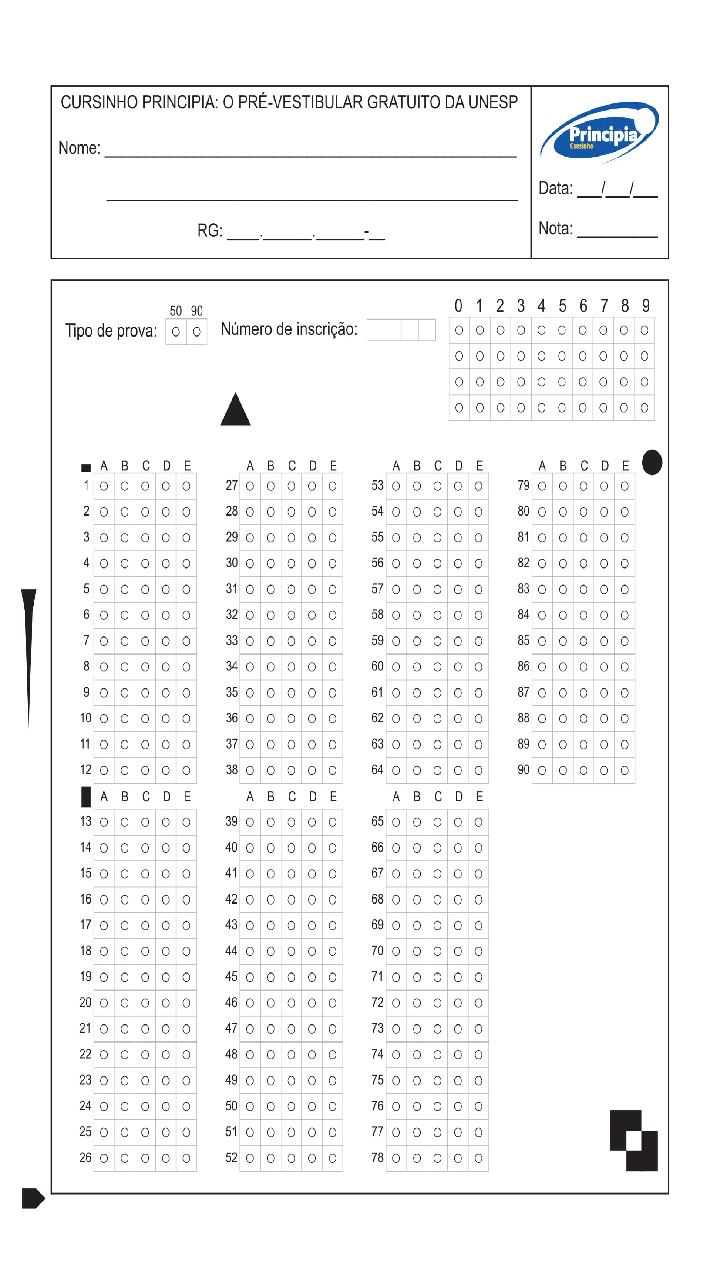 CURSINHO PRINCIPIA: O PRÉ-VESTIBULAR GRATUITO DA UNESP
Nome:
RG: ____.______.______-__
Principia
Cursinho
Data: ___/___/___
Nota:
50 90
Tipo de prova:
Número de inscrição:
0 1 2 3 4 5 6 7 8 9
A B C D E A B C D E A B C D E A B C D E
1 27 53 79
2 28 54 80
3 29 55 81
4 30 56 82
5 31 57 83
6 32 58 84
7 33 59 85
8 34 60 86
9 35 61 87
10 36 62 88
11 37 63 89
12 38 64 90
A B C D E A B C D E A B C D E
13 39 65
14 40 66
15 41 67
16 42 68
17 43 69
18 44 70
19 45 71
20 46 72
21 47 73
22 48 74
23 49 75
24 50 76
25 51 77
26 52 78